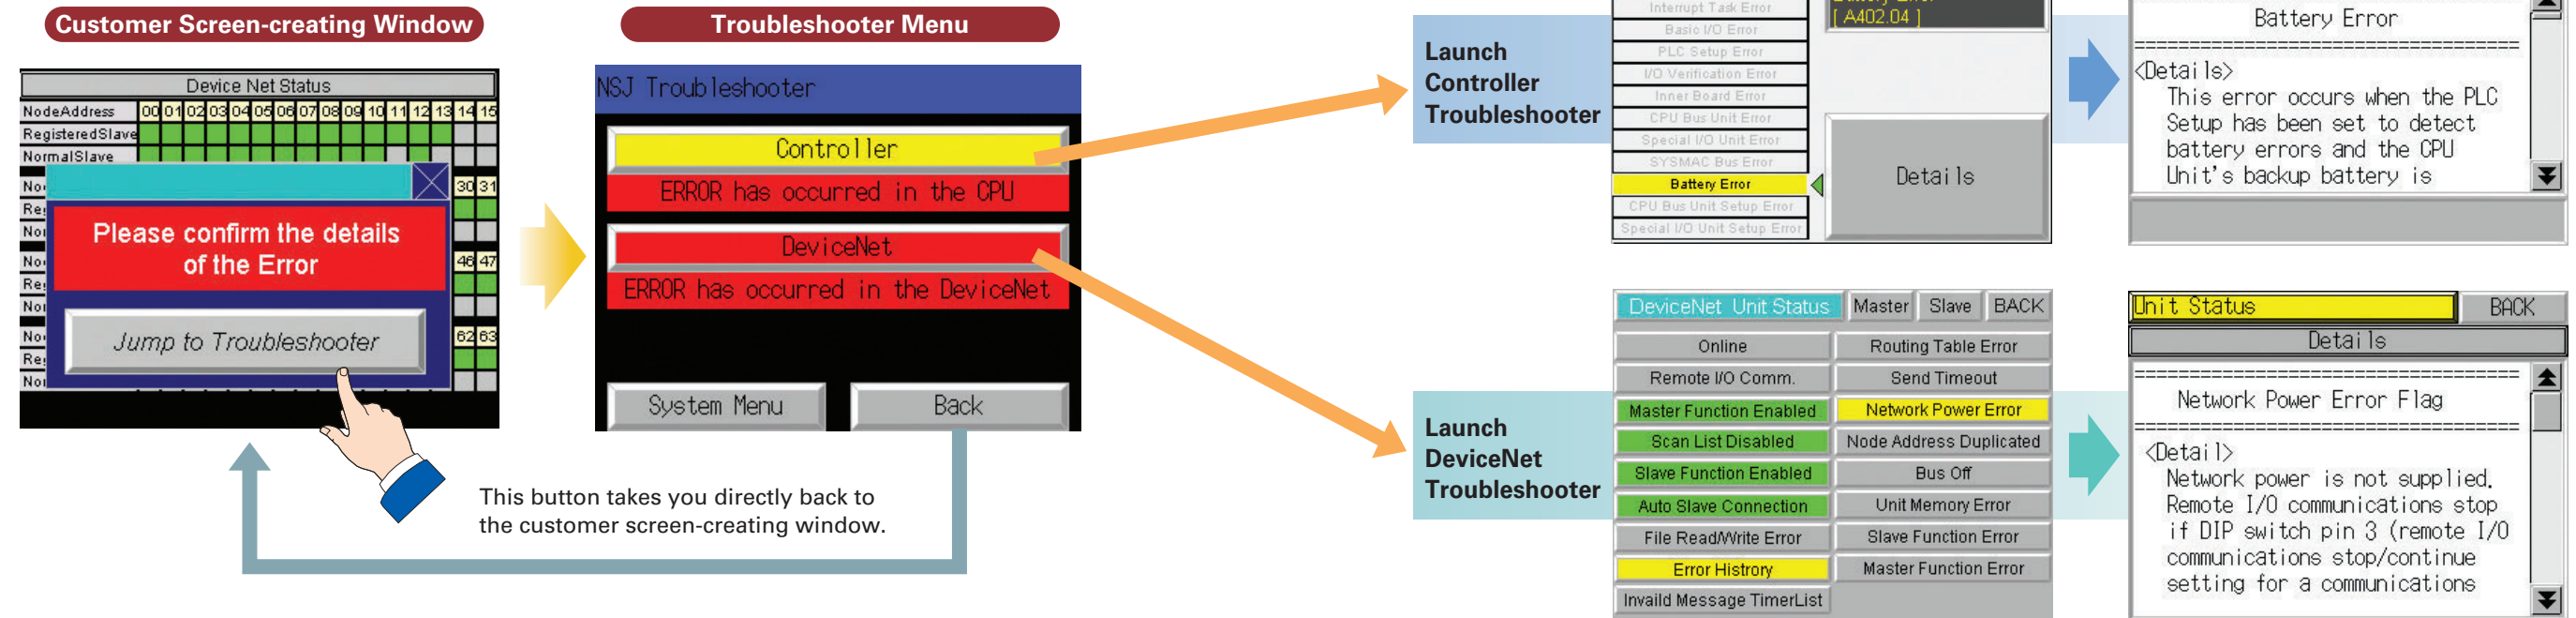 Customer Screen-creating Window
Device Net Status
NodeAddress 00 01 02 03 04 05 06 07 08 09 10 11 12 13 14 15
RegisteredSlave
NormalSlave
30 31
46 47
62 63
Please confirm the details
of the Error
Jump to Troubleshooter
This button takes you directly back to
the customer screen-creating window.
Troubleshooter Menu
NSJ Troubleshooter
Controller
ERROR has occurred in the CPU
DeviceNet
ERROR has occurred in the DeviceNet
System Menu
Back
Launch
Controller
Troubleshooter
Interrupt Task Error
Basic I/O Error
PLC Setup Error
I/O Verification Error
Inner Board Error
CPU Bus Unit Error
Special I/O Unit Error
SYSMAC Bus Error
Battery Error
CPU Bus Unit Setup Error
Special I/O Unit Setup Error
Battery Error
[ A402.04 ]
Details
Battery Error
<Details>
This error occurs when the PLC
Setup has been set to detect
battery errors and the CPU
Unit's backup battery is
Launch
DeviceNet
Troubleshooter
DeviceNet Unit Status Master Slave BACK
Online Routing Table Error
Remote I/O Comm. Send Timeout
Master Function Enabled Network Power Error
Scan List Disabled Node Address Duplicated
Slave Function Enabled Bus Off
Auto Slave Connection Unit Memory Error
File Read/Write Error Slave Function Error
Error Histrory Master Function Error
Invaild Message TimerList
Unit Status BACK
Details
Network Power Error Flag
<Detail>
Network power is not supplied.
Remote I/O communications stop
if DIP switch pin 3 (remote I/O
communications stop/continue
setting for a communications